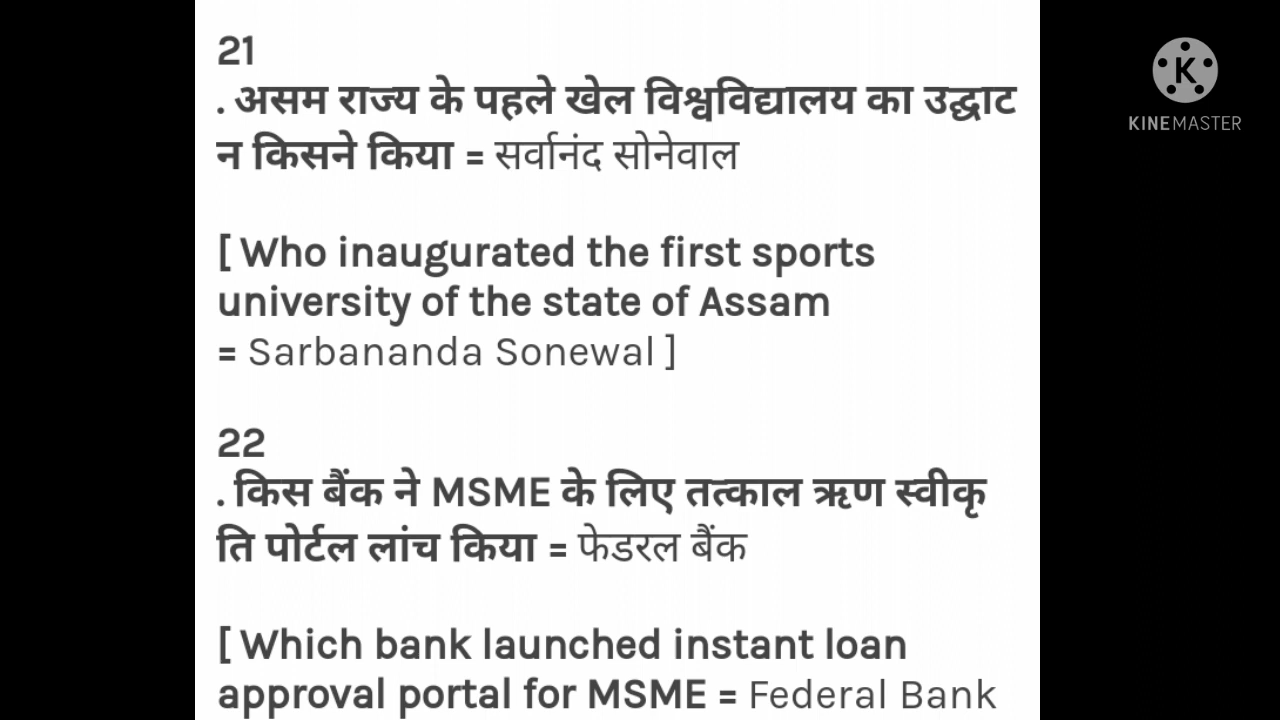 21
. असम राज्य के पहले खेल विश्वविद्यालय का उद्घाट
न किसने किया = सर्वानंद सोनेवाल
[ Who inaugurated the first sports
university of the state of Assam
= Sarbananda Sonewal ]
22
. किस बैंक ने MSME के लिए तत्काल ऋण स्वीकृ
ति पोर्टल लांच किया = फेडरल बैंक
[ Which bank launched instant loan
approval portal for MSME = Federal Bank
K
KINEMASTER